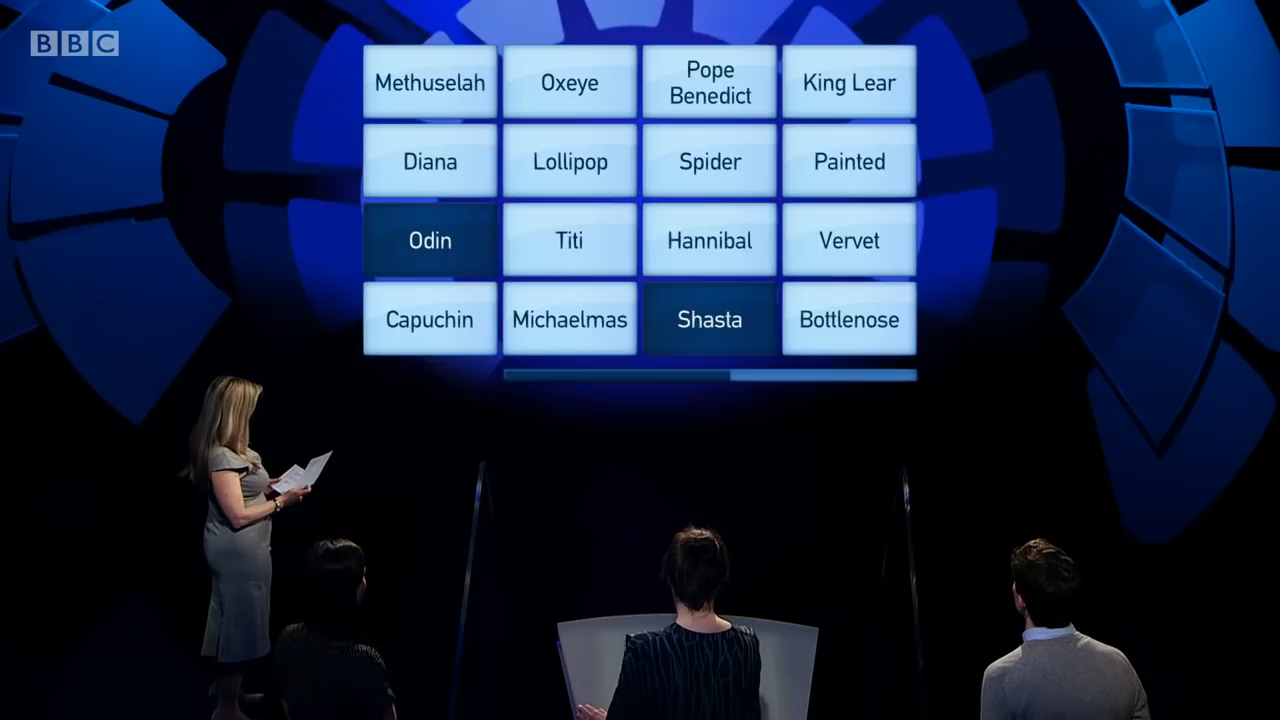 BBC
Methuselah
Oxeye
Pope
Benedict
King Lear
Diana
Lollipop
Spider
Painted
Odin
Titi
Hannibal
Vervet
Capuchin
Michaelmas
Shasta
Bottlenose